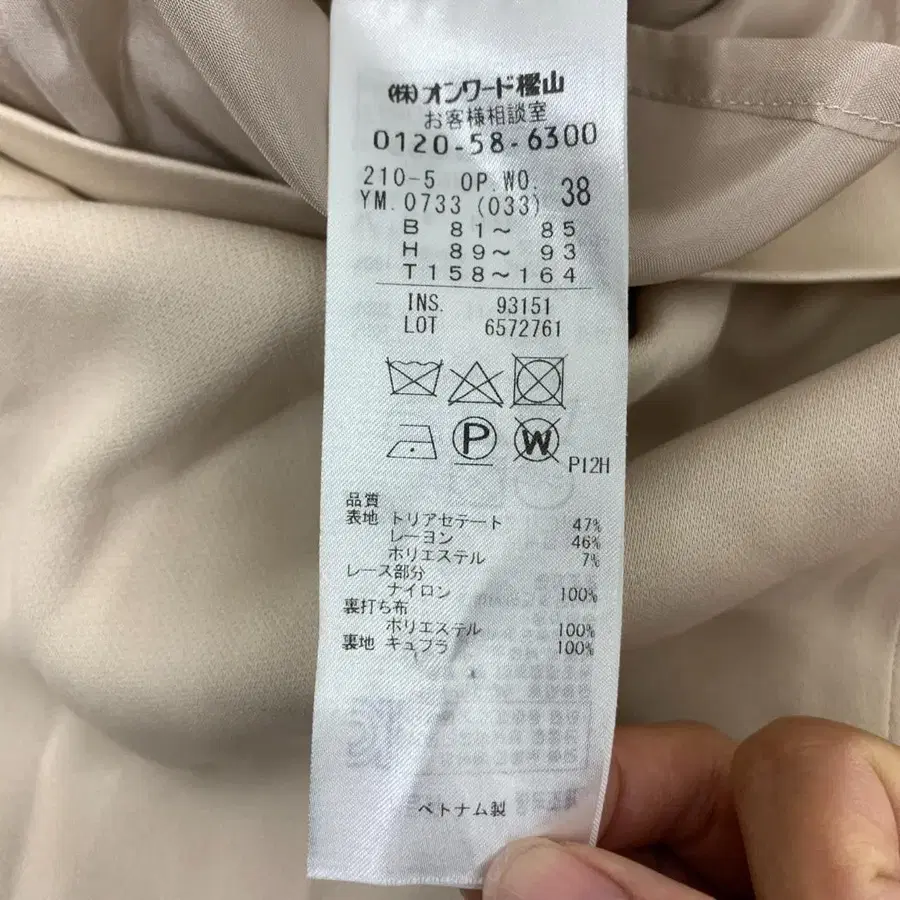 (株)オンワード樫山
お客様相談室
0120-58-6300
210-5 OP.WO. 38
YM.0733 (033)
B 81～ 85
H 89～ 93
T158～164
INS. 93151
LOT 6572761
P W P12H
品質
表地 トリアセテート 47%
レーヨン 46%
ポリエステル 7%
レース部分
ナイロン 100%
裏打ち布
ポリエステル 100%
裏地 キュプラ 100%
ベトナム製